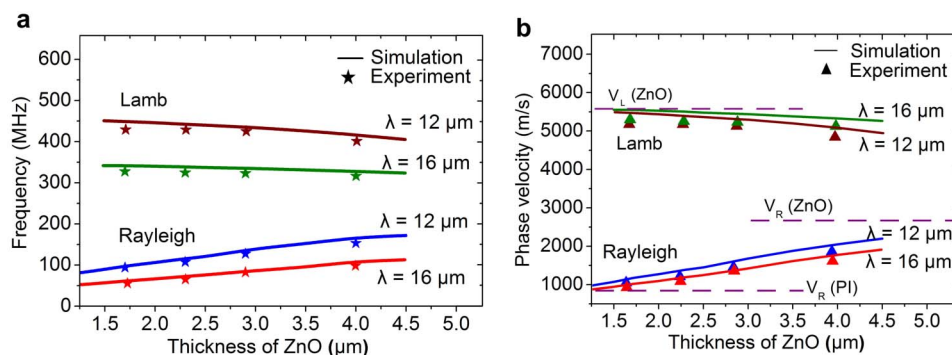 a
600
500
400
300
200
100
0
Frequency (MHz)
Simulation
Experiment
Lamb
λ = 12 µm
λ = 16 µm
Rayleigh
λ = 12 µm
λ = 16 µm
1.5 2.0 2.5 3.0 3.5 4.0 4.5 5.0
Thickness of ZnO (µm)
b
7000
6000
5000
4000
3000
2000
1000
0
Phase velocity (m/s)
Simulation
Experiment
V_L (ZnO)
λ = 16 µm
Lamb
λ = 12 µm
V_R (ZnO)
λ = 12 µm
Rayleigh
λ = 16 µm
V_R (PI)
1.5 2.0 2.5 3.0 3.5 4.0 4.5 5.0
Thickness of ZnO (µm)